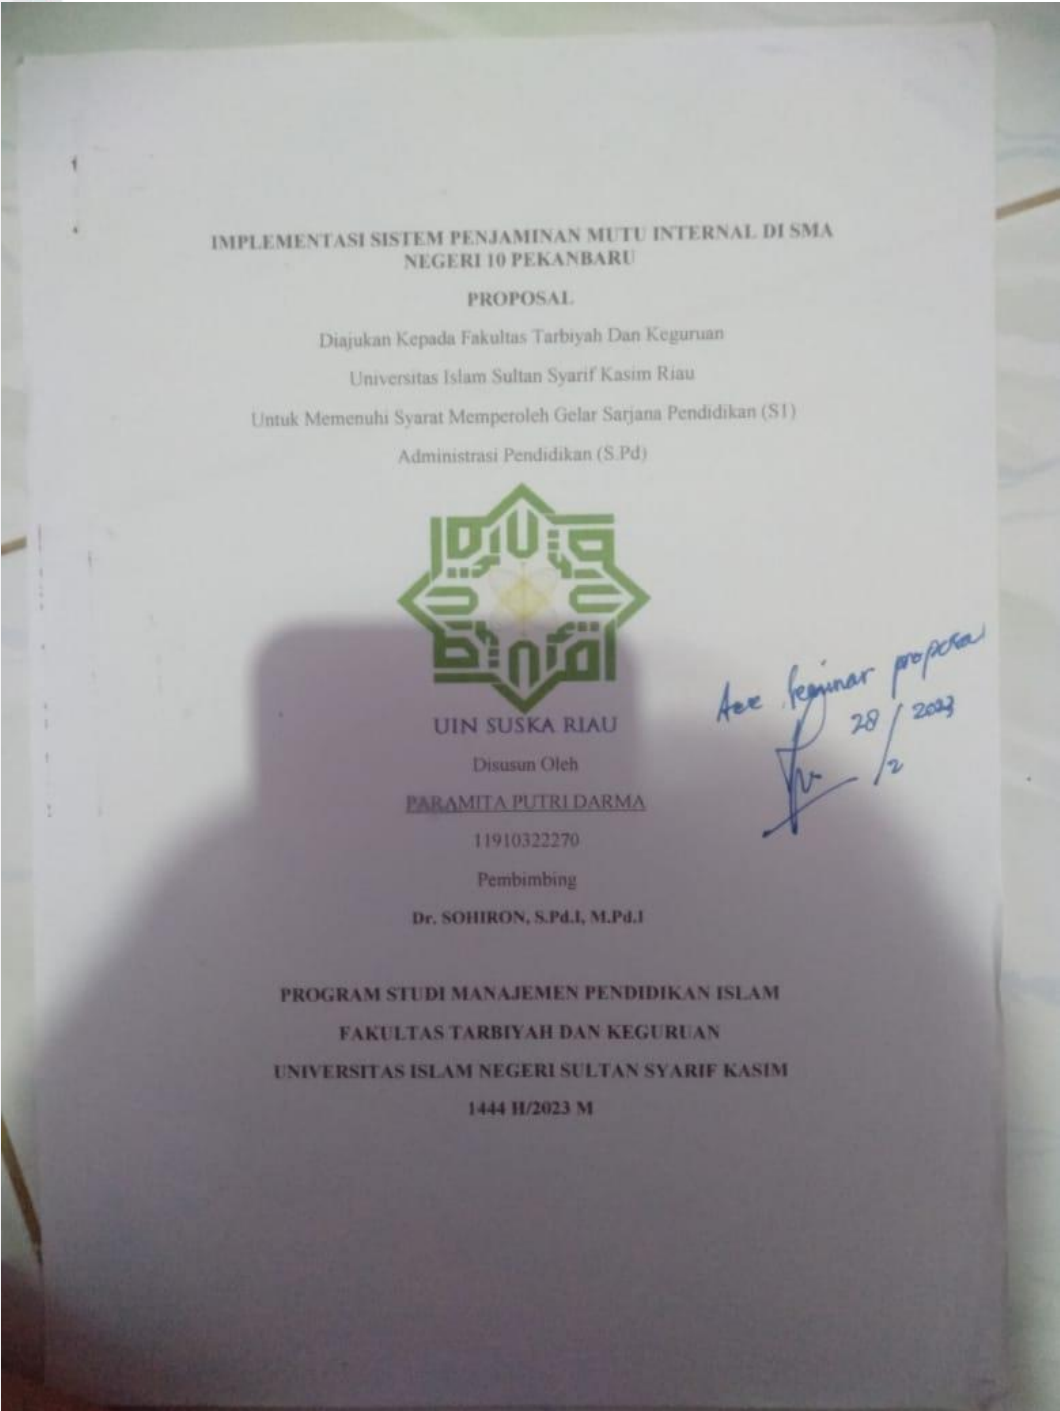 IMPLEMENTASI SISTEM PENJAMINAN MUTU INTERNAL DI SMA
NEGERI 10 PEKANBARU
PROPOSAL
Diajukan Kepada Fakultas Tarbiyah Dan Keguruan
Universitas Islam Sultan Syarif Kasim Riau
Untuk Memenuhi Syarat Memperoleh Gelar Sarjana Pendidikan (S1)
Administrasi Pendidikan (S.Pd)
UIN SUSKA RIAU
Acc Seminar proposal
28/2 2023
Disusun Oleh
PARAMITA PUTRI DARMA
11910322270
Pembimbing
Dr. SOHIRON, S.Pd.I, M.Pd.I
PROGRAM STUDI MANAJEMEN PENDIDIKAN ISLAM
FAKULTAS TARBIYAH DAN KEGURUAN
UNIVERSITAS ISLAM NEGERI SULTAN SYARIF KASIM
1444 H/2023 M